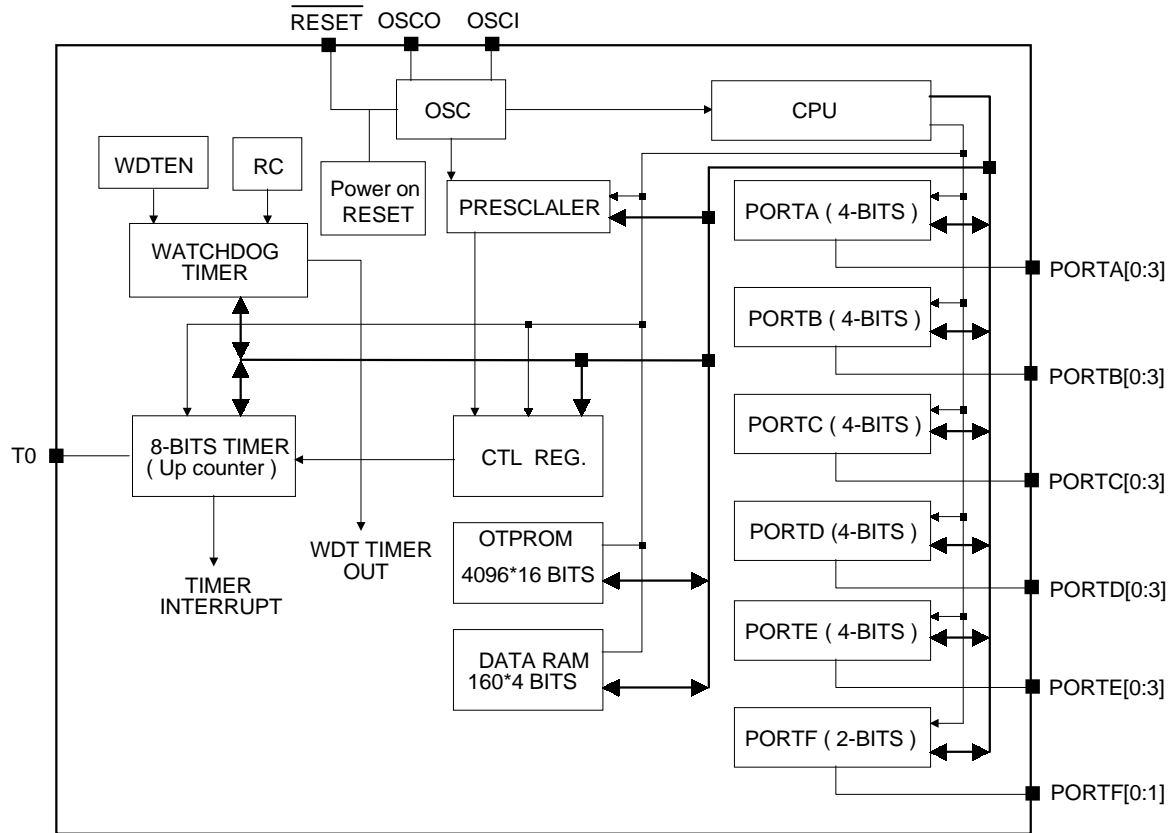 RESET OSCO OSCI
OSC
CPU
WDTEN
RC
Power on
RESET
PRESCLALER
PORTA ( 4-BITS )
WATCHDOG
TIMER
PORTA[0:3]
PORTB ( 4-BITS )
PORTB[0:3]
PORTC ( 4-BITS )
T0
8-BITS TIMER
( Up counter )
CTL REG.
PORTC[0:3]
OTPROM
4096*16 BITS
PORTD (4-BITS )
WDT TIMER
OUT
TIMER
INTERRUPT
PORTD[0:3]
PORTE ( 4-BITS )
DATA RAM
160*4 BITS
PORTE[0:3]
PORTF ( 2-BITS )
PORTF[0:1]